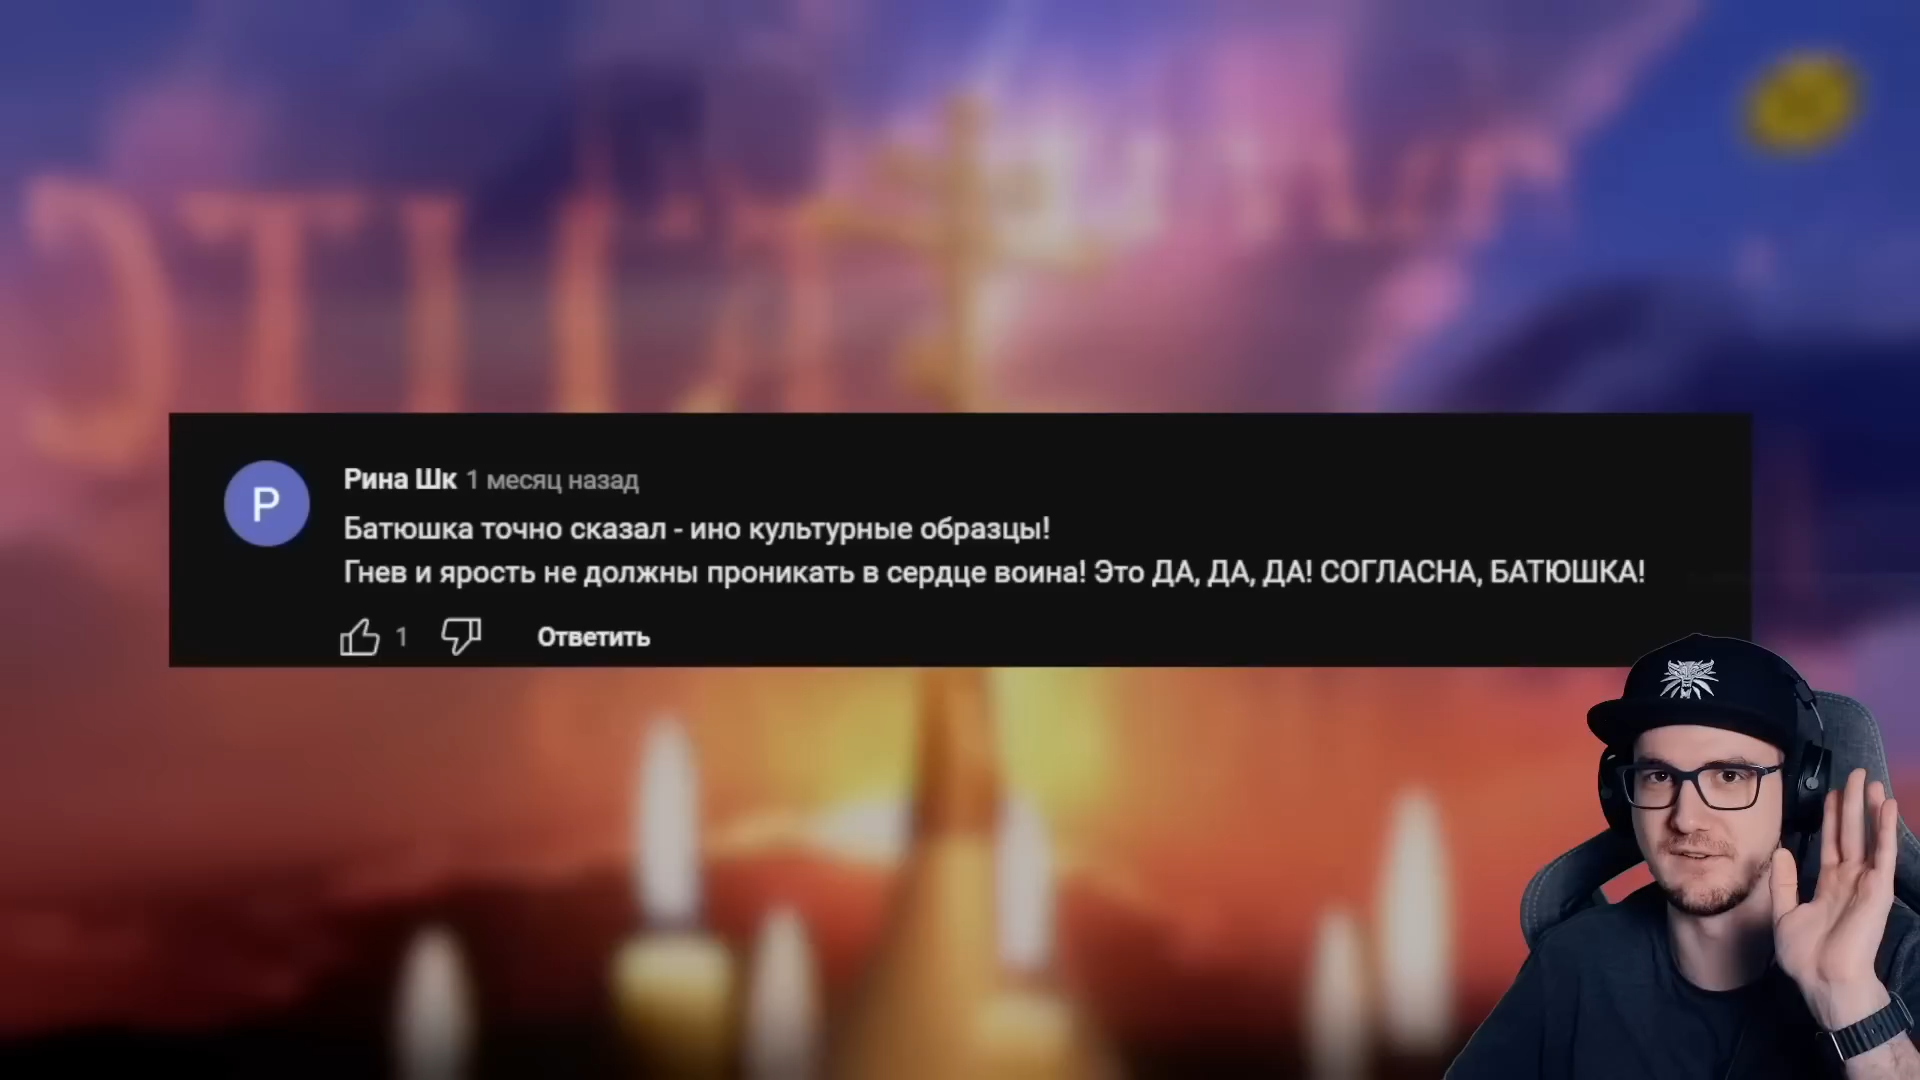 Р
Рина Шк 1 месяц назад
Батюшка точно сказал - ино культурные образцы!
Гнев и ярость не должны проникать в сердце воина! Это ДА, ДА, ДА! СОГЛАСНА, БАТЮШКА!
1
Ответить